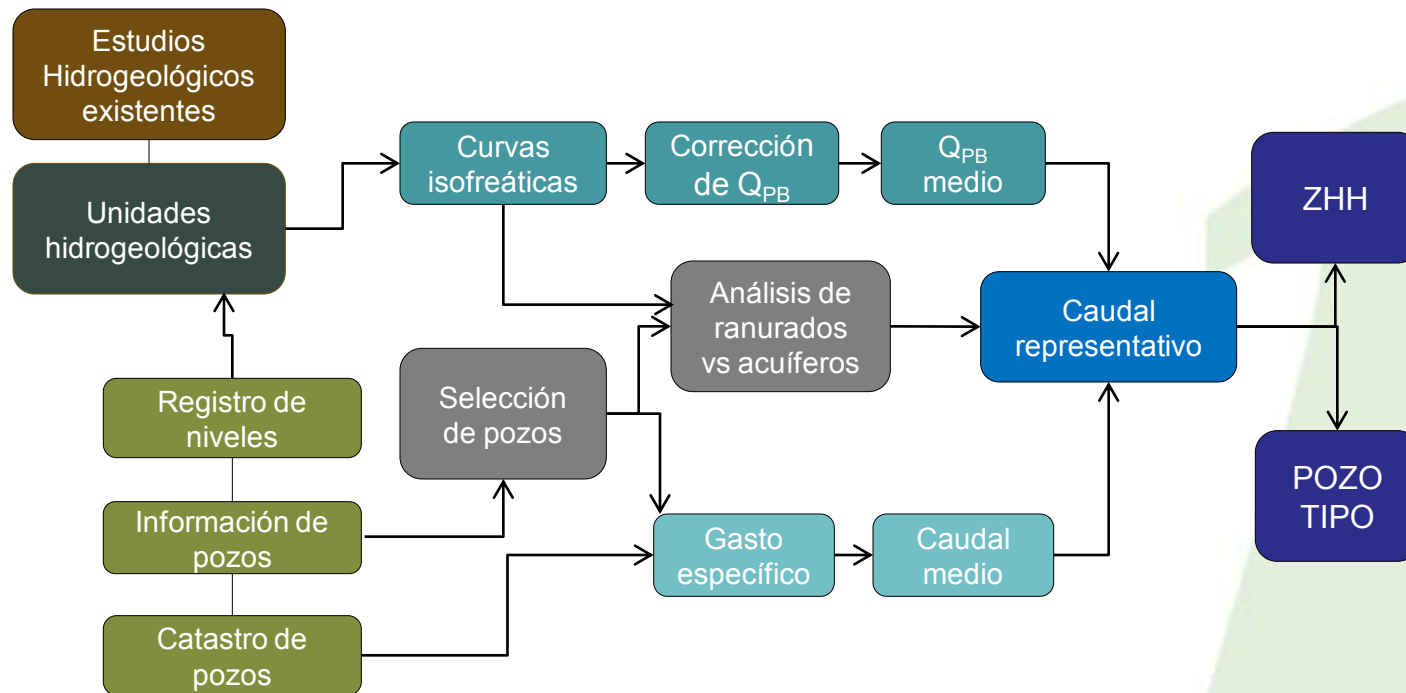 Estudios
Hidrogeológicos
existentes
Unidades
hidrogeológicas
Registro de
niveles
Información de
pozos
Catastro de
pozos
Curvas
isofreáticas
Corrección
de QPB
QPB
medio
Selección
de pozos
Análisis de
ranurados
vs acuíferos
Gasto
específico
Caudal
medio
Caudal
representativo
ZHH
POZO
TIPO